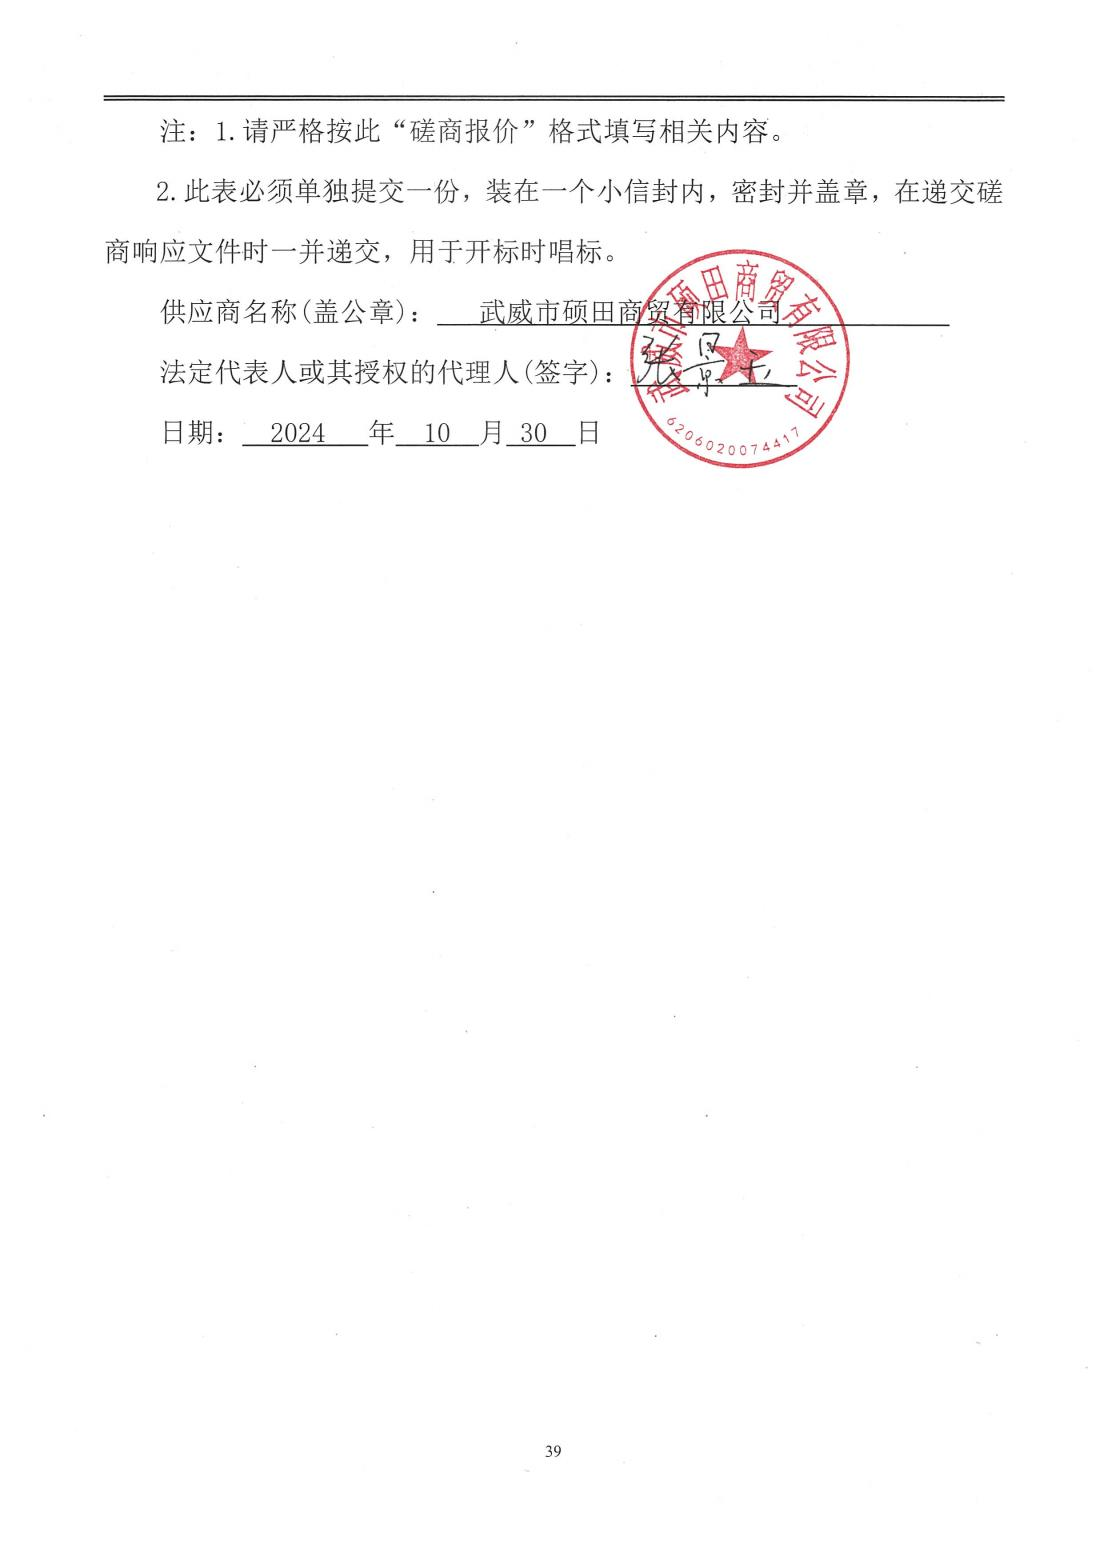 注：1.请严格按此“磋商报价”格式填写相关内容。
2.此表必须单独提交一份，装在一个小信封内，密封并盖章，在递交磋
商响应文件时一并递交，用于开标时唱标。
供应商名称(盖公章)：武威市硕田商贸有限公司
法定代表人或其授权的代理人(签字)：
日期：2024年10月30日
武威市硕田商贸有限公司
6206020074417
39